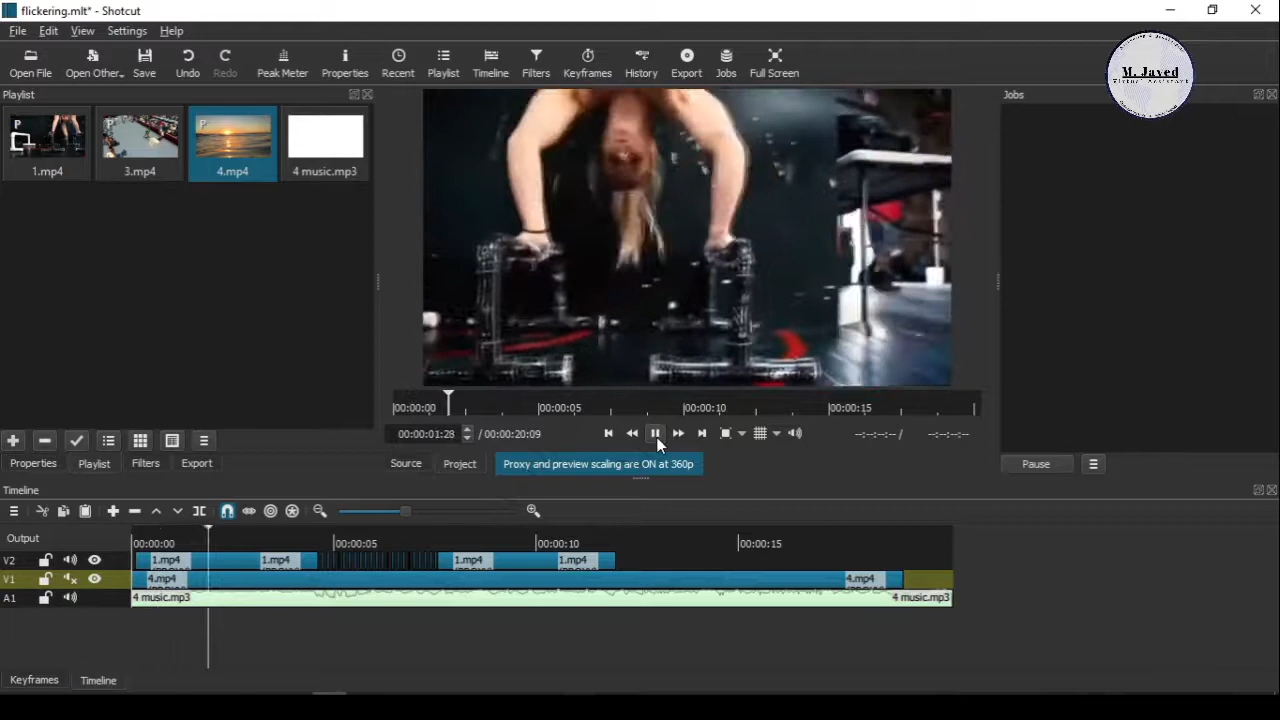 flickering.mlt* - Shotcut
File Edit View Settings Help
Open File Open Other.. Save Undo Redo Peak Meter Properties Recent Playlist Timeline Filters Keyframes History Export Jobs Full Screen
M. Javed
Virtual Assistant
Playlist
Jobs
P P P
1.mp4 3.mp4 4.mp4 4 music.mp3
00:00:00 00:00:05 00:00:10 00:00:15
00:00:01:28 / 00:00:20:09 --:--:--:-- / --:--:--:--
Properties Playlist Filters Export Source Project Proxy and preview scaling are ON at 360p Pause
Timeline
Output 00:00:00 00:00:05 00:00:10 00:00:15
V2 1.mp4 1.mp4 1.mp4 1.mp4
V1 4.mp4 4.mp4
A1 4 music.mp3 4 music.mp3
Keyframes Timeline